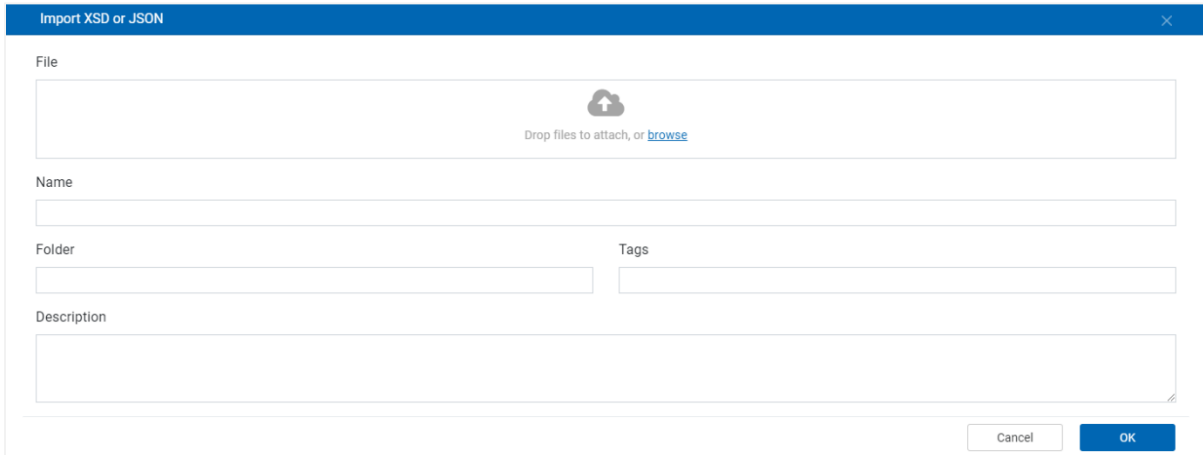 Import XSD or JSON
File
Drop files to attach, or browse
Name
Folder Tags
Description
Cancel OK